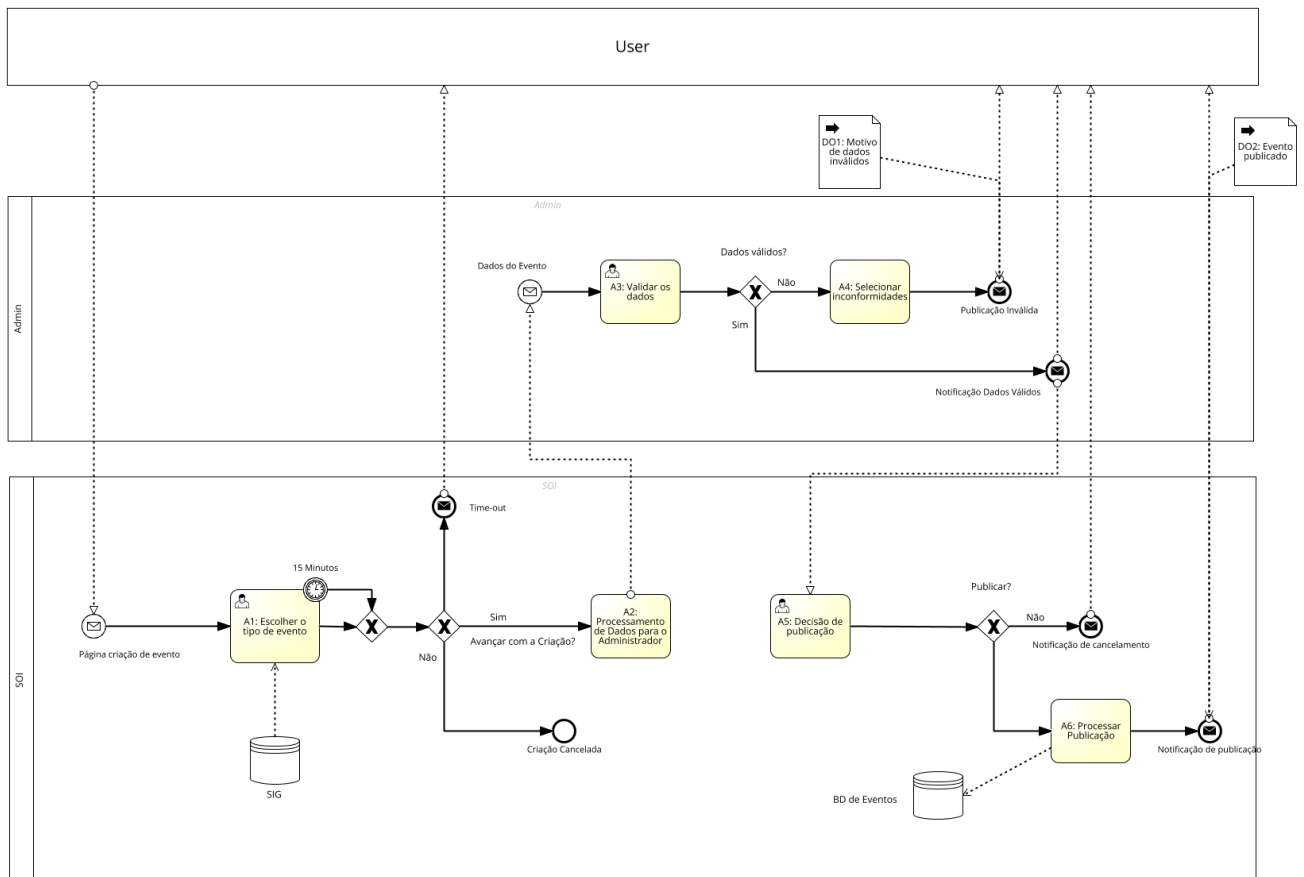 User
DO1: Motivo
de dados
inválidos
DO2: Evento
publicado
Admin
Admin
Dados do Evento
A3: Validar os
dados
Dados válidos?
Não
Sim
A4: Selecionar
inconformidades
Publicação Inválida
Notificação Dados Válidos
SOI
SOI
Time-out
15 Minutos
A1: Escolher o
tipo de evento
Página criação de evento
Sim
Avançar com a Criação?
Não
A2:
Processamento
de Dados para o
Administrador
Criação Cancelada
SIG
A5: Decisão de
publicação
Publicar?
Não
Notificação de cancelamento
A6: Processar
Publicação
Notificação de publicação
BD de Eventos